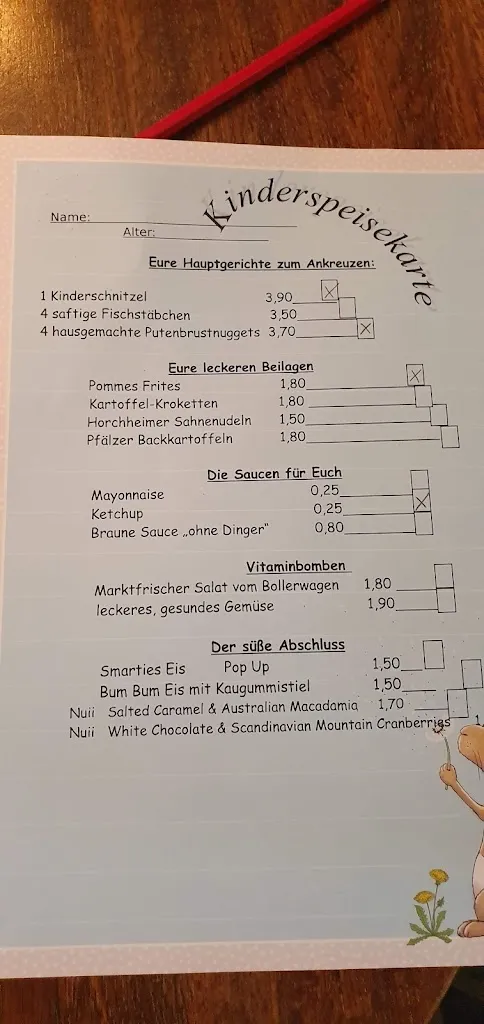 Kinderspeisekarte
Name:
Alter:
Eure Hauptgerichte zum Ankreuzen:
1 Kinderschnitzel 3,90
4 saftige Fischstäbchen 3,50
4 hausgemachte Putenbrustnuggets 3,70
Eure leckeren Beilagen
Pommes Frites 1,80
Kartoffel-Kroketten 1,80
Horchheimer Sahnenudeln 1,50
Pfälzer Backkartoffeln 1,80
Die Saucen für Euch
Mayonnaise 0,25
Ketchup 0,25
Braune Sauce „ohne Dinger“ 0,80
Vitaminbomben
Marktfrischer Salat vom Bollerwagen 1,80
leckeres, gesundes Gemüse 1,90
Der süße Abschluss
Smarties Eis Pop Up 1,50
Bum Bum Eis mit Kaugummistiel 1,50
Nuii Salted Caramel & Australian Macadamia 1,70
Nuii White Chocolate & Scandinavian Mountain Cranberries